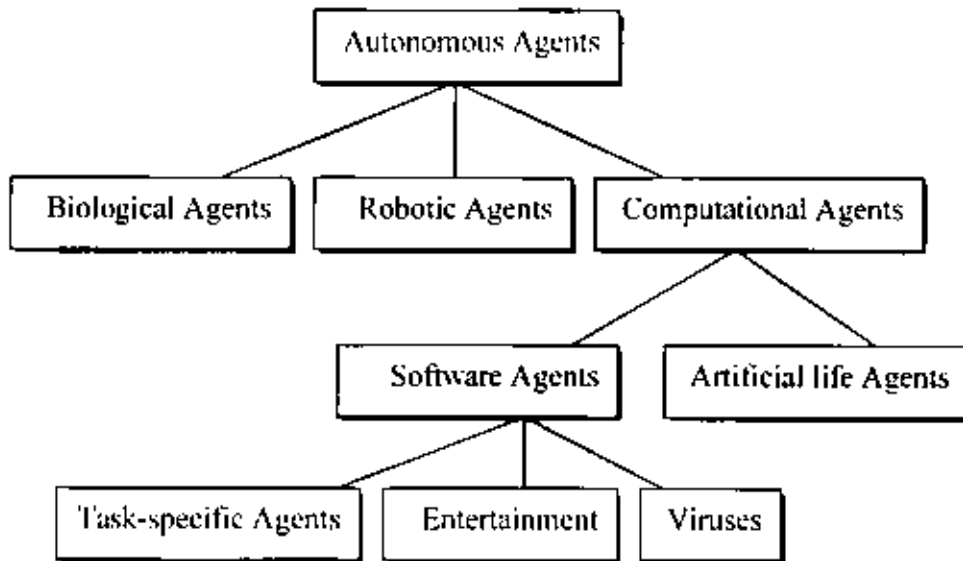 Autonomous Agents
Biological Agents
Robotic Agents
Computational Agents
Software Agents
Artificial life Agents
Task-specific Agents
Entertainment
Viruses